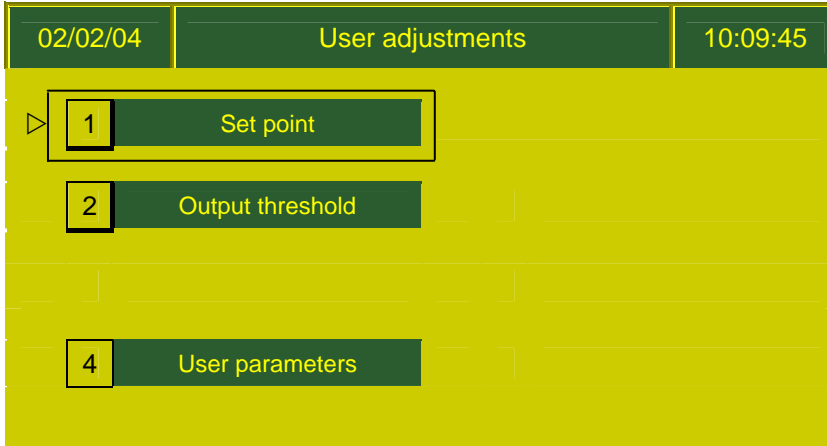 02/02/04 User adjustments 10:09:45
1 Set point
2 Output threshold
4 User parameters